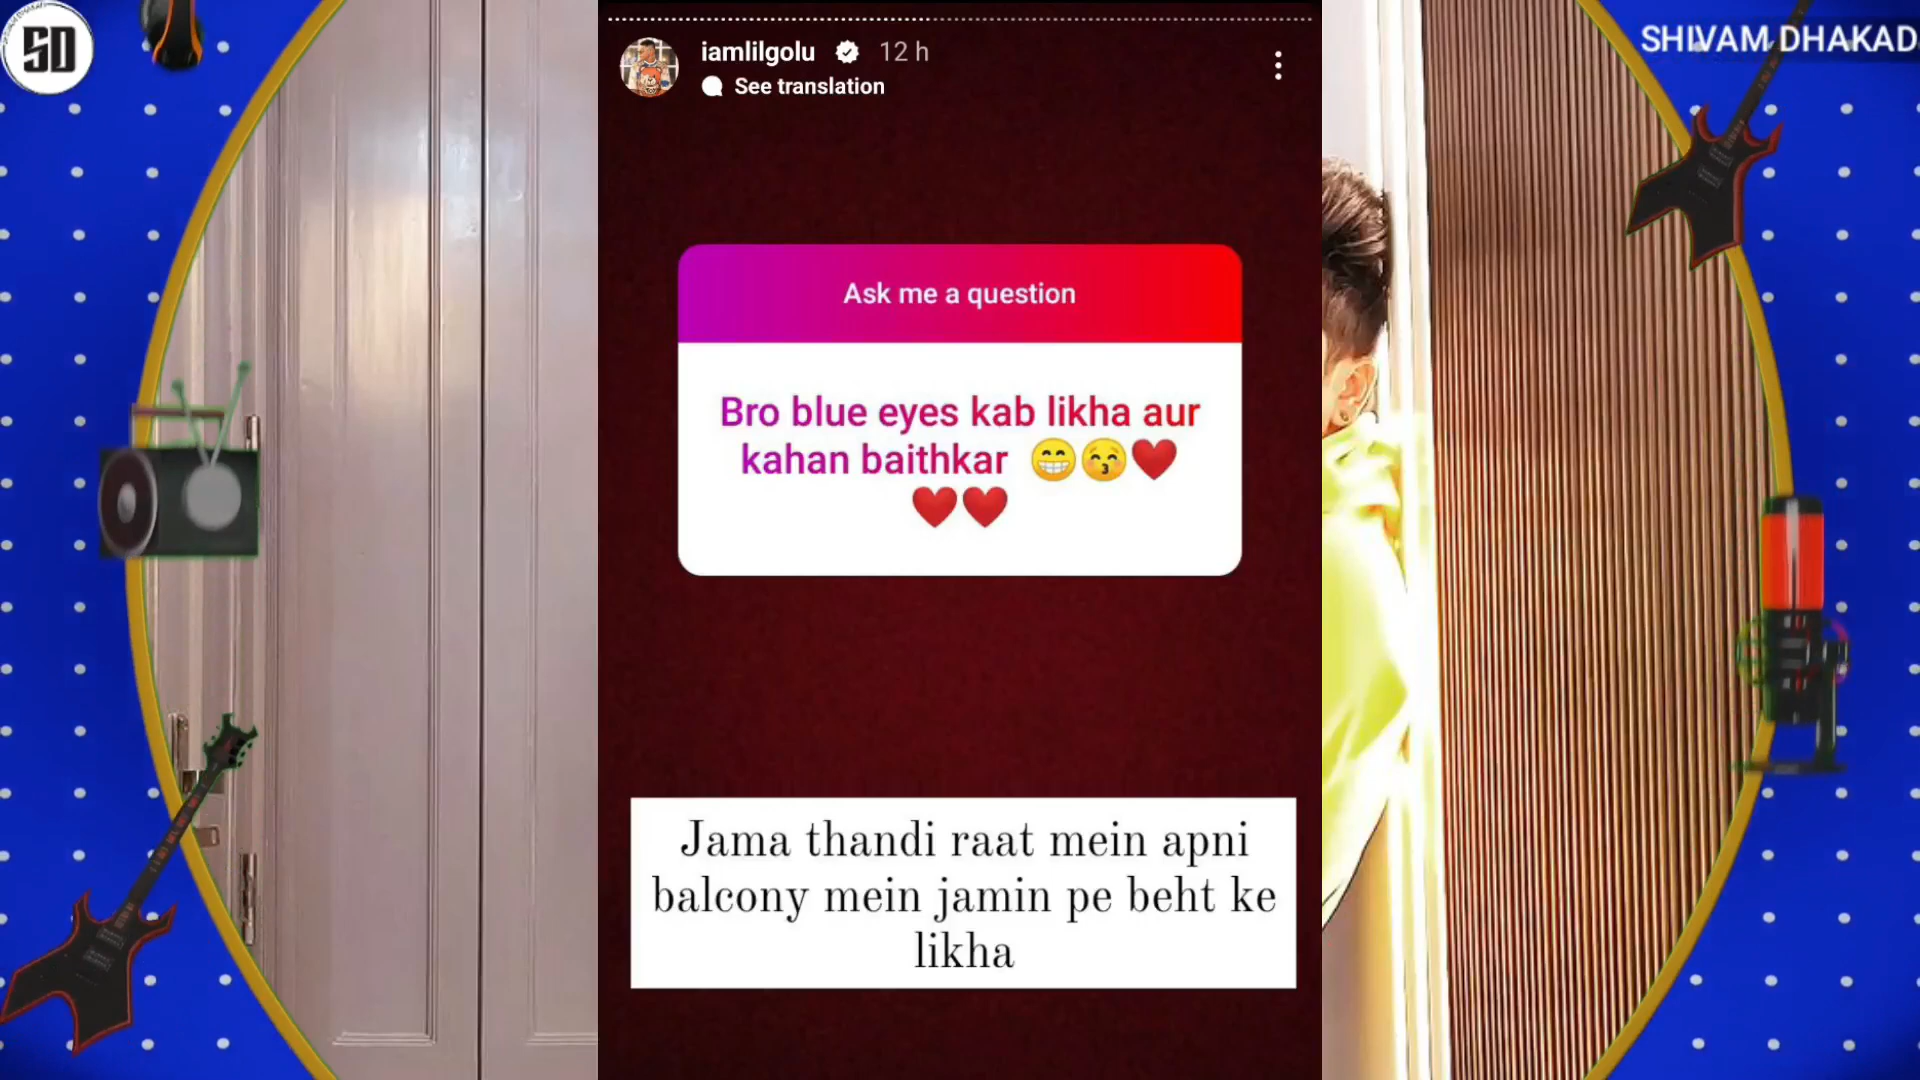 SD
SHIVAM DHAKAD
iamlilgolu 12 h
See translation
Ask me a question
Bro blue eyes kab likha aur
kahan baithkar 😁😚❤️
❤️❤️
Jama thandi raat mein apni
balcony mein jamin pe beht ke
likha